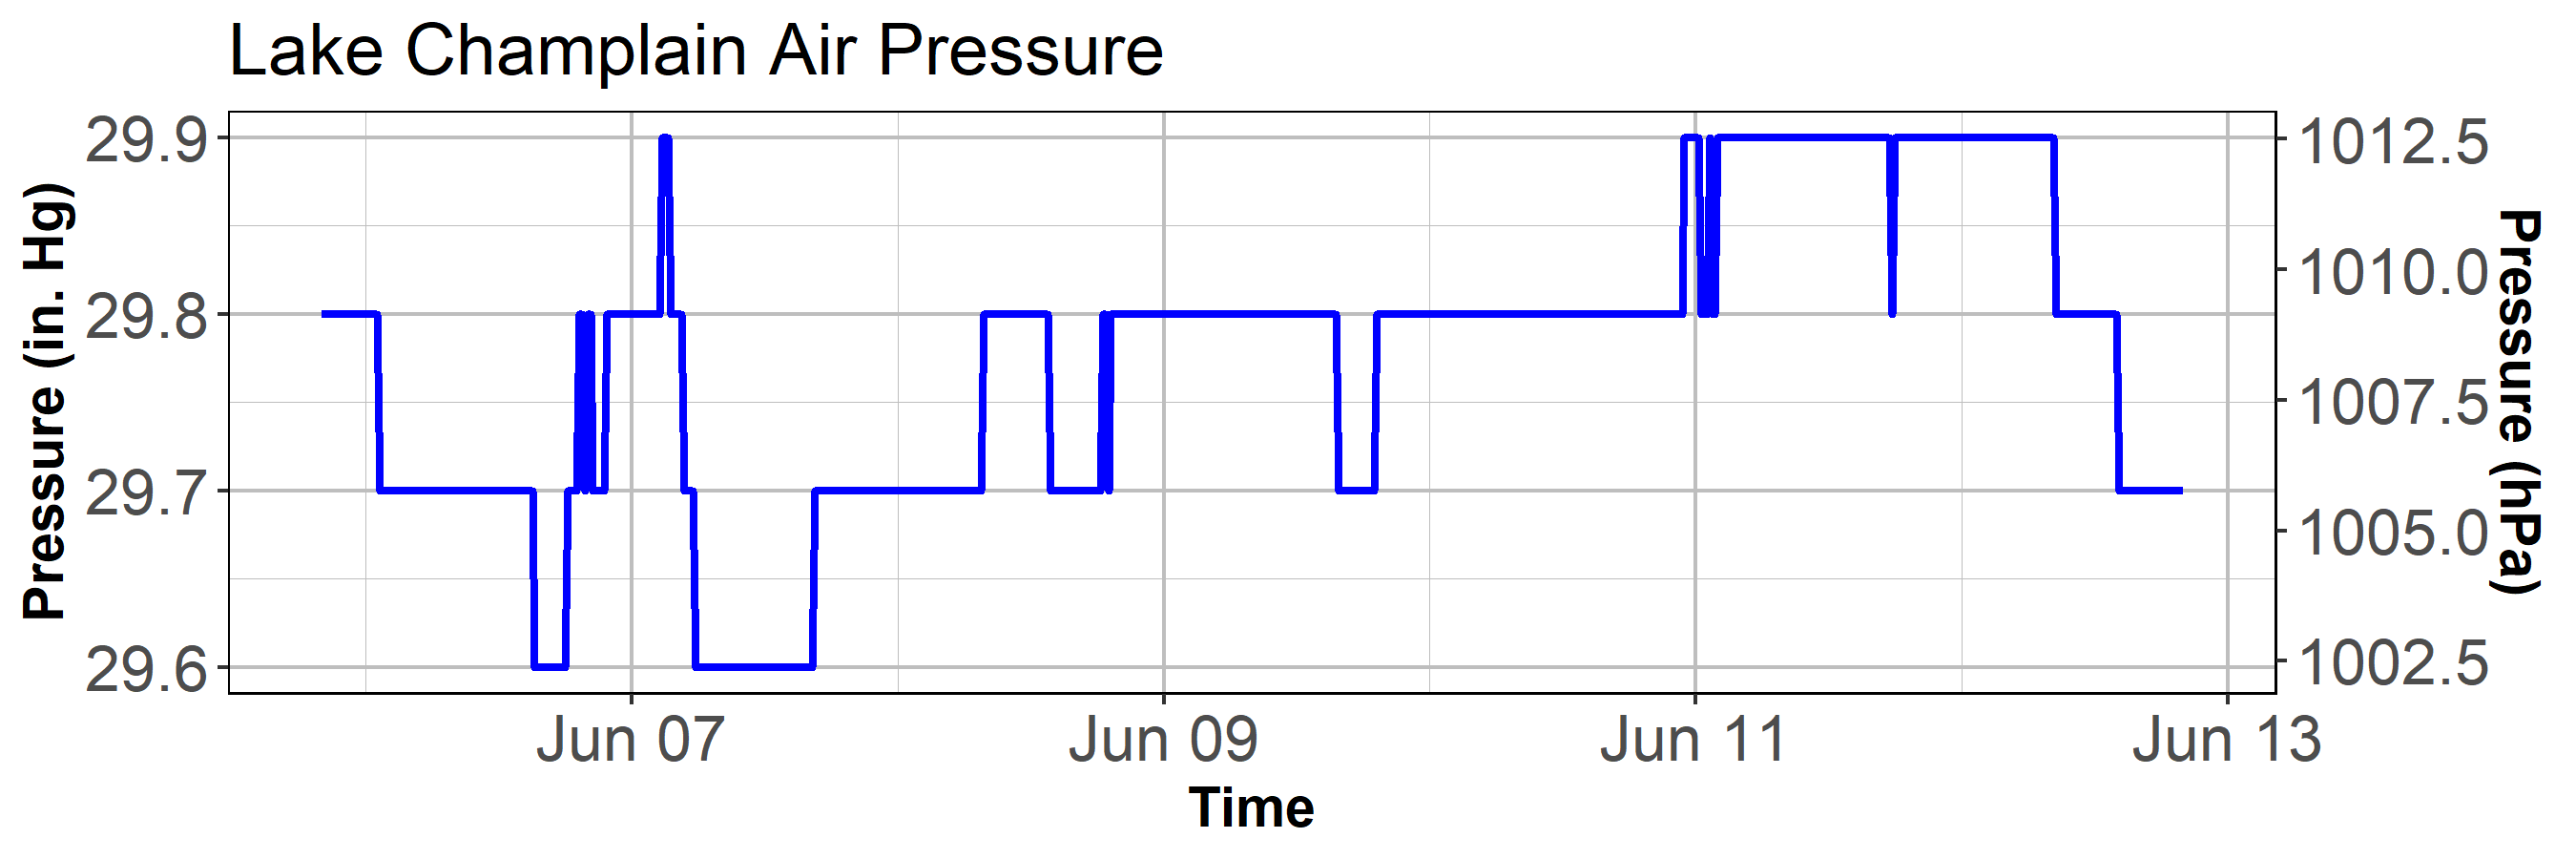 Lake Champlain Air Pressure
Pressure (in. Hg)
29.9
29.8
29.7
29.6
1012.5
1010.0
1007.5
1005.0
1002.5
Pressure (hPa)
Jun 07 Jun 09 Jun 11 Jun 13
Time